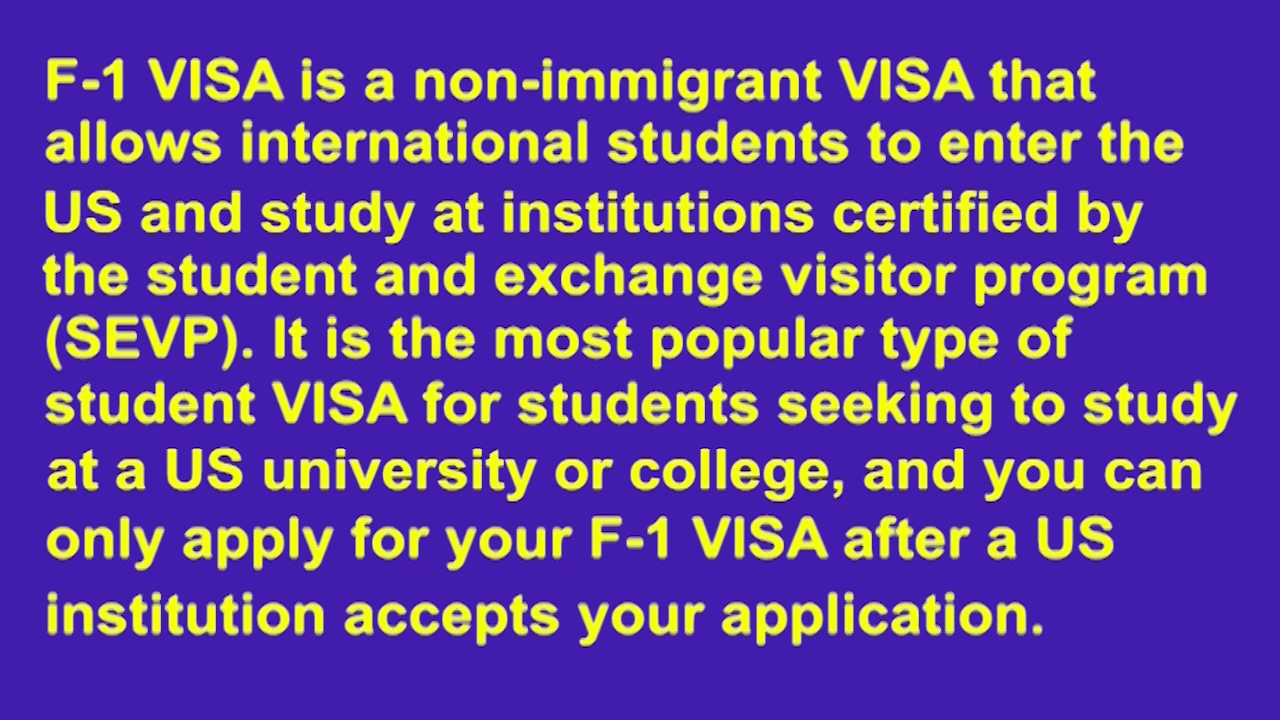 F-1 VISA is a non-immigrant VISA that
allows international students to enter the
US and study at institutions certified by
the student and exchange visitor program
(SEVP). It is the most popular type of
student VISA for students seeking to study
at a US university or college, and you can
only apply for your F-1 VISA after a US
institution accepts your application.